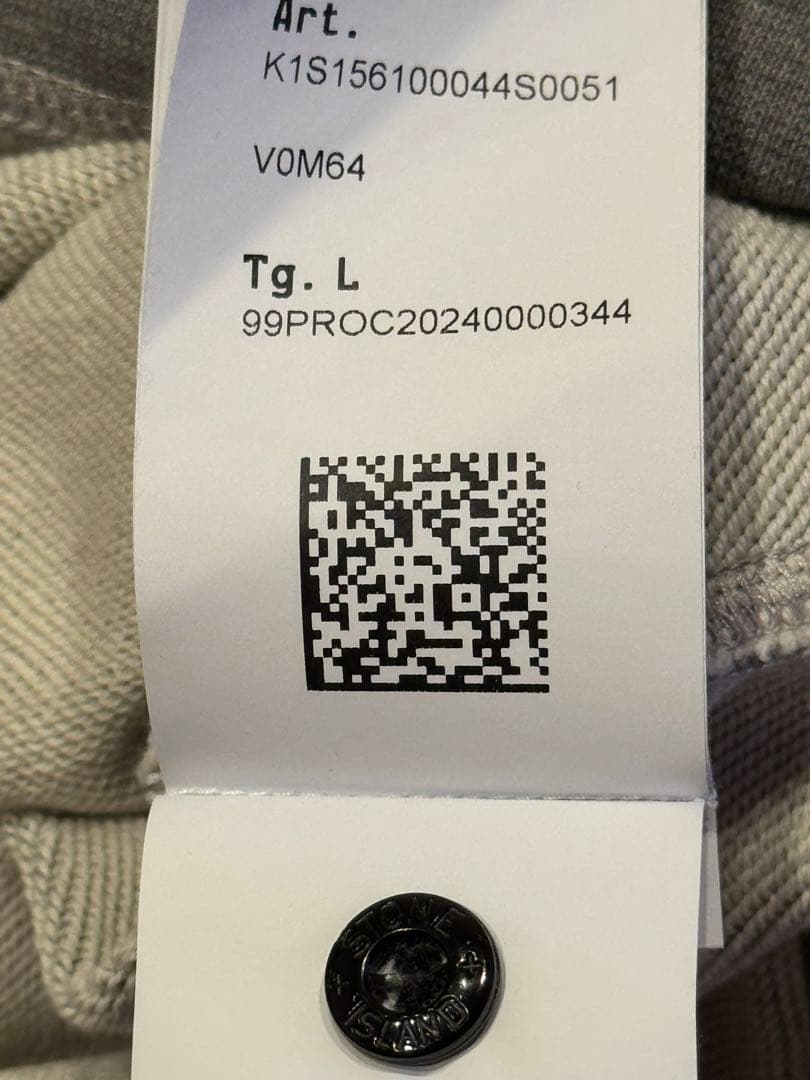 Art.
K1S156100044S0051
V0M64
Tg. L
99PROC20240000344
STONE
ISLAND